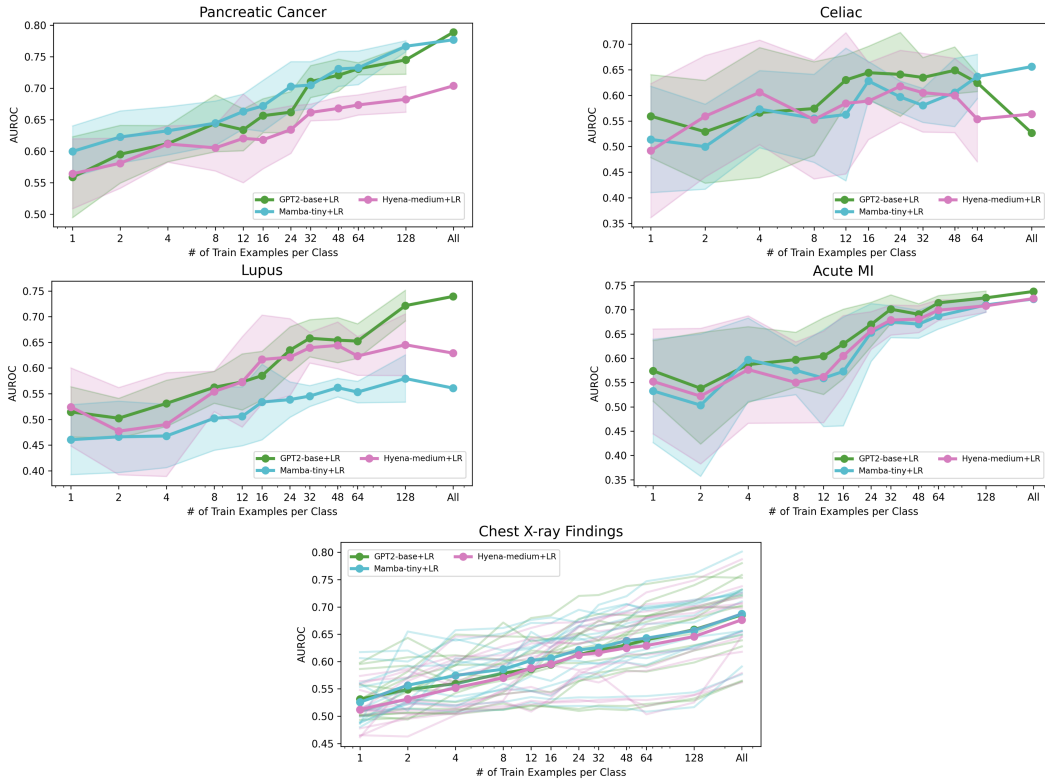 Pancreatic Cancer
0.80
0.75
0.70
0.65
0.60
0.55
0.50
AUROC
GPT2-base+LR
Mamba-tiny+LR
Hyena-medium+LR
1 2 4 8 12 16 24 32 48 64 128 All
# of Train Examples per Class
Celiac
0.70
0.65
0.60
0.55
0.50
0.45
0.40
0.35
AUROC
GPT2-base+LR
Mamba-tiny+LR
Hyena-medium+LR
1 2 4 8 12 16 24 32 48 64 All
# of Train Examples per Class
Lupus
0.75
0.70
0.65
0.60
0.55
0.50
0.45
0.40
AUROC
GPT2-base+LR
Mamba-tiny+LR
Hyena-medium+LR
1 2 4 8 12 16 24 32 48 64 128 All
# of Train Examples per Class
Acute MI
0.75
0.70
0.65
0.60
0.55
0.50
0.45
0.40
0.35
AUROC
GPT2-base+LR
Mamba-tiny+LR
Hyena-medium+LR
1 2 4 8 12 16 24 32 48 64 128 All
# of Train Examples per Class
Chest X-ray Findings
GPT2-base+LR
Mamba-tiny+LR
Hyena-medium+LR
0.80
0.75
0.70
0.65
0.60
0.55
0.50
0.45
AUROC
1 2 4 8 12 16 24 32 48 64 128 All
# of Train Examples per Class